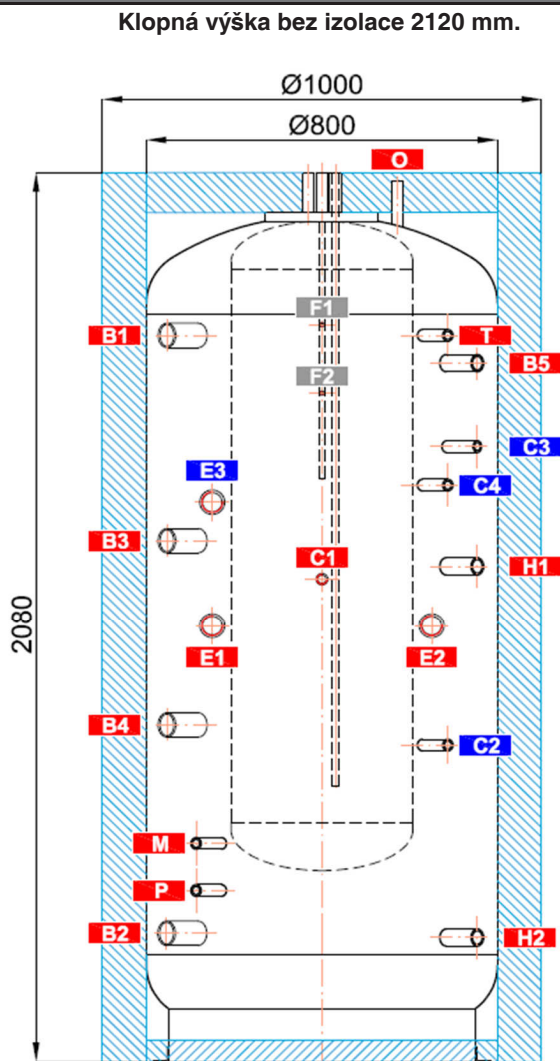 Klopná výška bez izolace 2120 mm.
Ø1000
Ø800
O
F1
B1
T
B5
F2
C3
E3
C4
B3
H1
C1
2080
E1
E2
B4
C2
M
P
B2
H2